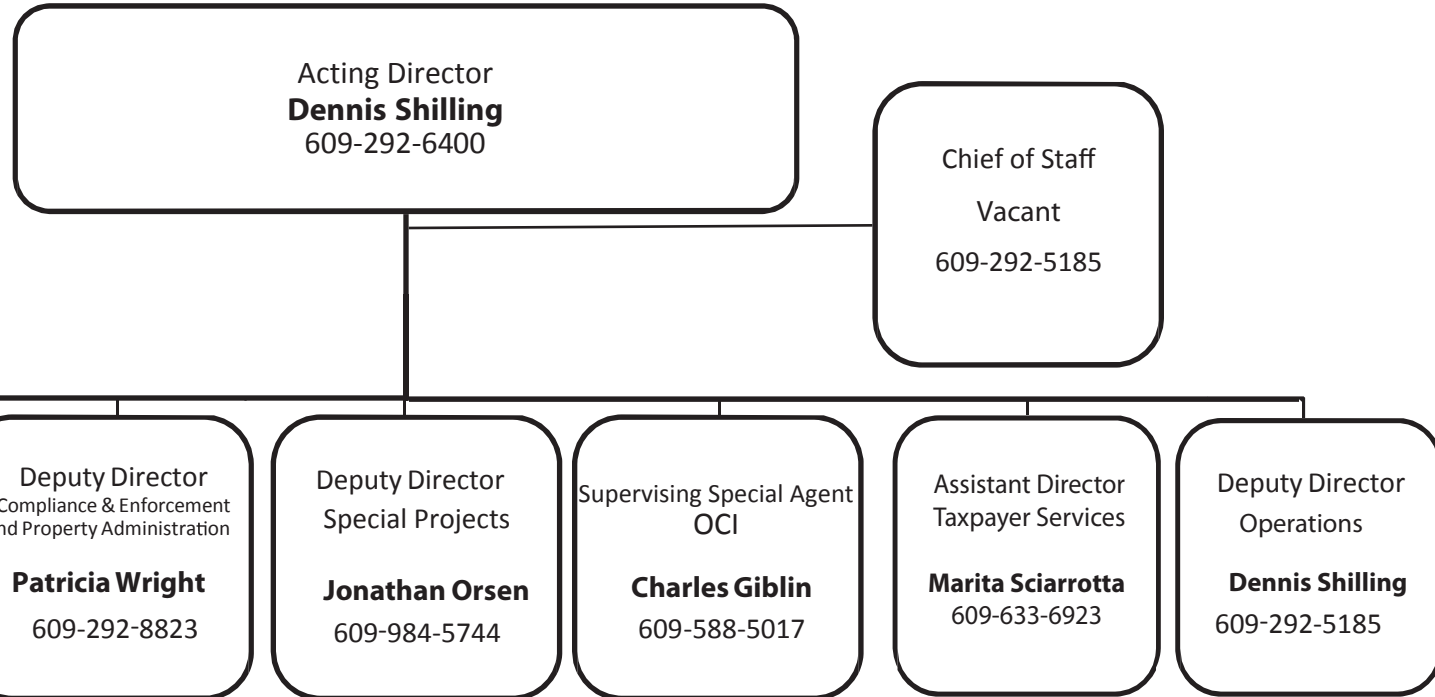 Acting Director
Dennis Shilling
609-292-6400
Chief of Staff
Vacant
609-292-5185
Deputy Director
Compliance & Enforcement
Property Administration
Patricia Wright
609-292-8823
Deputy Director
Special Projects
Jonathan Orsen
609-984-5744
Supervising Special Agent
OCI
Charles Giblin
609-588-5017
Assistant Director
Taxpayer Services
Marita Sciarrotta
609-633-6923
Deputy Director
Operations
Dennis Shilling
609-292-5185